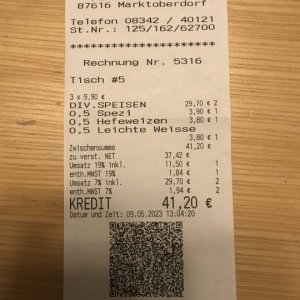 87616 Marktoberdorf
Telefon 08342 / 40121
St.Nr.: 125/162/62700
Rechnung Nr. 5316
Tisch #5
3 x 9,90 €
DIV.SPEISEN 29,70 € 2
0,5 Spezi 3,90 € 1
0,5 Hefeweizen 3,80 € 1
0,5 Leichte Weisse
3,80 € 1
Zwischensumme 41,20 €
zu verst. NET 37,42 €
Umsatz 19% inkl. 11,50 € 1
enth.MWST 19% 1,84 € 1
Umsatz 7% inkl. 29,70 € 2
enth.MWST 7% 1,94 € 2
KREDIT 41,20 €
Datum und Zeit: 09.05.2023 13:04:20